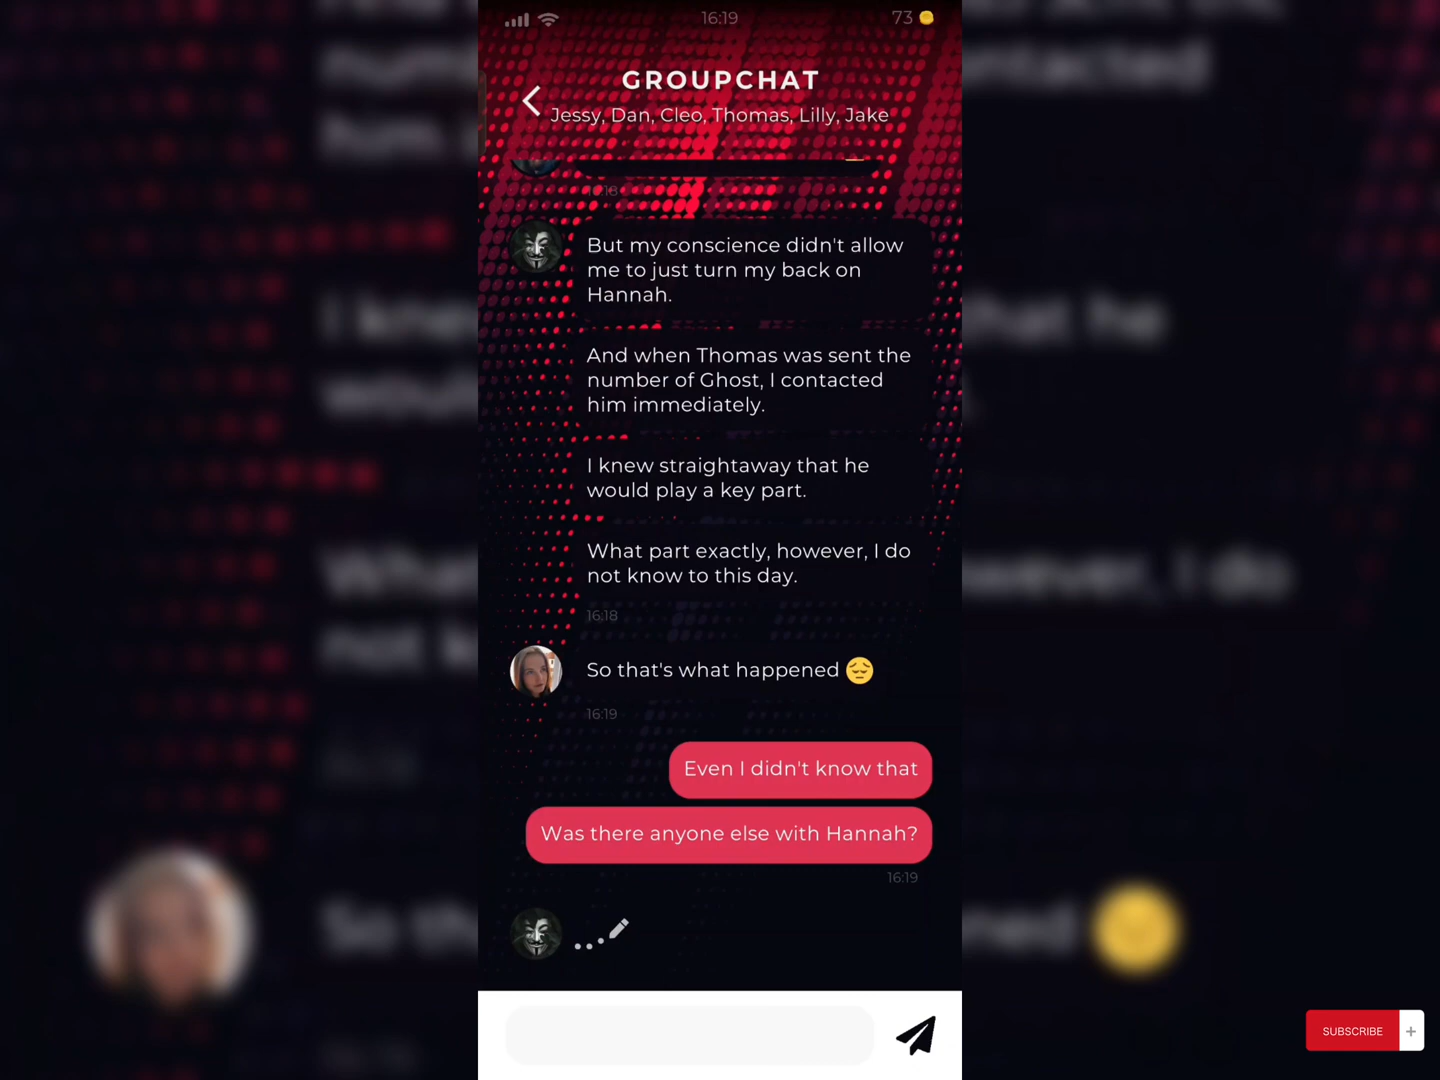 16:19
73
GROUPCHAT
Jessy, Dan, Cleo, Thomas, Lilly, Jake
16:18
But my conscience didn't allow
me to just turn my back on
Hannah.
And when Thomas was sent the
number of Ghost, I contacted
him immediately.
I knew straightaway that he
would play a key part.
What part exactly, however, I do
not know to this day.
16:18
So that's what happened 😔
16:19
Even I didn't know that
Was there anyone else with Hannah?
16:19
SUBSCRIBE